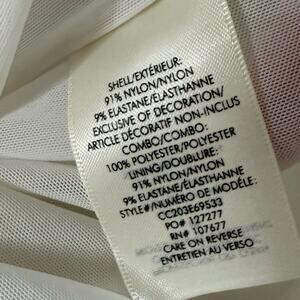 SHELL/EXTÉRIEUR:
91% NYLON/NYLON
9% ELASTANE/ÉLASTHANNE
EXCLUSIVE OF DECORATION/
ARTICLE DÉCORATIF NON-INCLUS
COMBO/COMBO:
100% POLYESTER/POLYESTER
LINING/DOUBLURE:
91% NYLON/NYLON
9% ELASTANE/ÉLASTHANNE
STYLE#/NUMÉRO DE MODÈLE:
CC203E69533
PO# 127277
RN# 107677
CARE ON REVERSE
ENTRETIEN AU VERSO